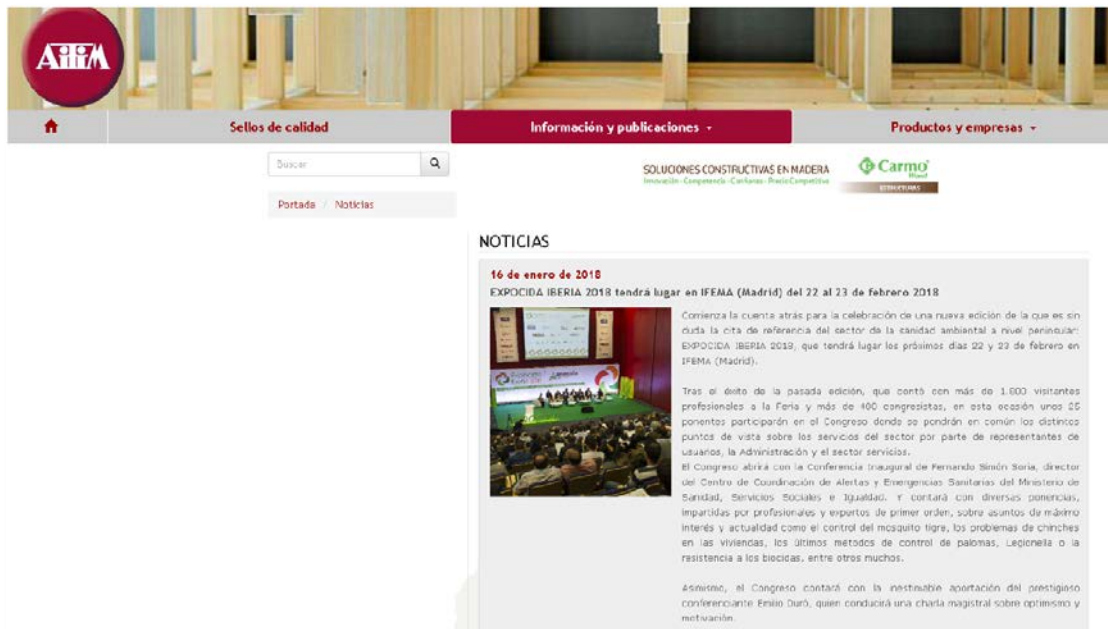 AiTiM
Sellos de calidad
Información y publicaciones
Productos y empresas
Buscar
SOLUCIONES CONSTRUCTIVAS EN MADERA
Innovación - Competencia - Confianza - Precio Competitivo
Carmo
Wood
ESTRUCTURAS
Portada / Noticias
NOTICIAS
16 de enero de 2018
EXPOCIDA IBERIA 2018 tendrá lugar en IFEMA (Madrid) del 22 al 23 de febrero 2018
Comienza la cuenta atrás para la celebración de una nueva edición de la que es sin
duda la cita de referencia del sector de la sanidad ambiental a nivel peninsular:
EXPOCIDA IBERIA 2018, que tendrá lugar los próximos días 22 y 23 de febrero en
IFEMA (Madrid).
Tras el éxito de la pasada edición, que contó con más de 1.800 visitantes
profesionales a la Feria y más de 400 congresistas, en esta ocasión unos 25
ponentes participarán en el Congreso donde se pondrán en común los distintos
puntos de vista sobre los servicios del sector por parte de representantes de
usuarios, la Administración y el sector servicios.
El Congreso abrirá con la Conferencia Inaugural de Fernando Simón Soria, director
del Centro de Coordinación de Alertas y Emergencias Sanitarias del Ministerio de
Sanidad, Servicios Sociales e Igualdad. Y contará con diversas ponencias,
impartidas por profesionales y expertos de primer orden, sobre asuntos de máximo
interés y actualidad como el control del mosquito tigre, los problemas de chinches
en las viviendas, los últimos métodos de control de palomas, Legionella o la
resistencia a los biocidas, entre otros muchos.
Asimismo, el Congreso contará con la inestimable aportación del prestigioso
conferenciante Emilio Duró, quien conducirá una charla magistral sobre optimismo y
motivación.